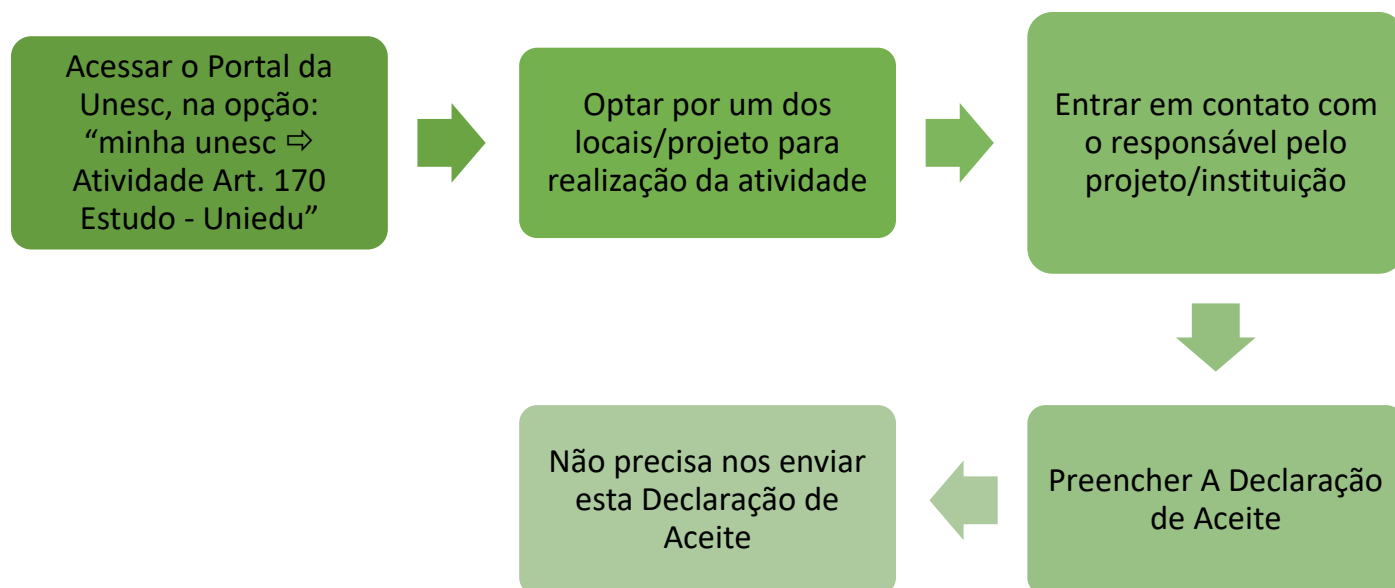 Acessar o Portal da
Unesc, na opção:
“minha unesc ⇨
Atividade Art. 170
Estudo - Uniedu”
Optar por um dos
locais/projeto para
realização da atividade
Entrar em contato com
o responsável pelo
projeto/instituição
Preencher A Declaração
de Aceite
Não precisa nos enviar
esta Declaração de
Aceite